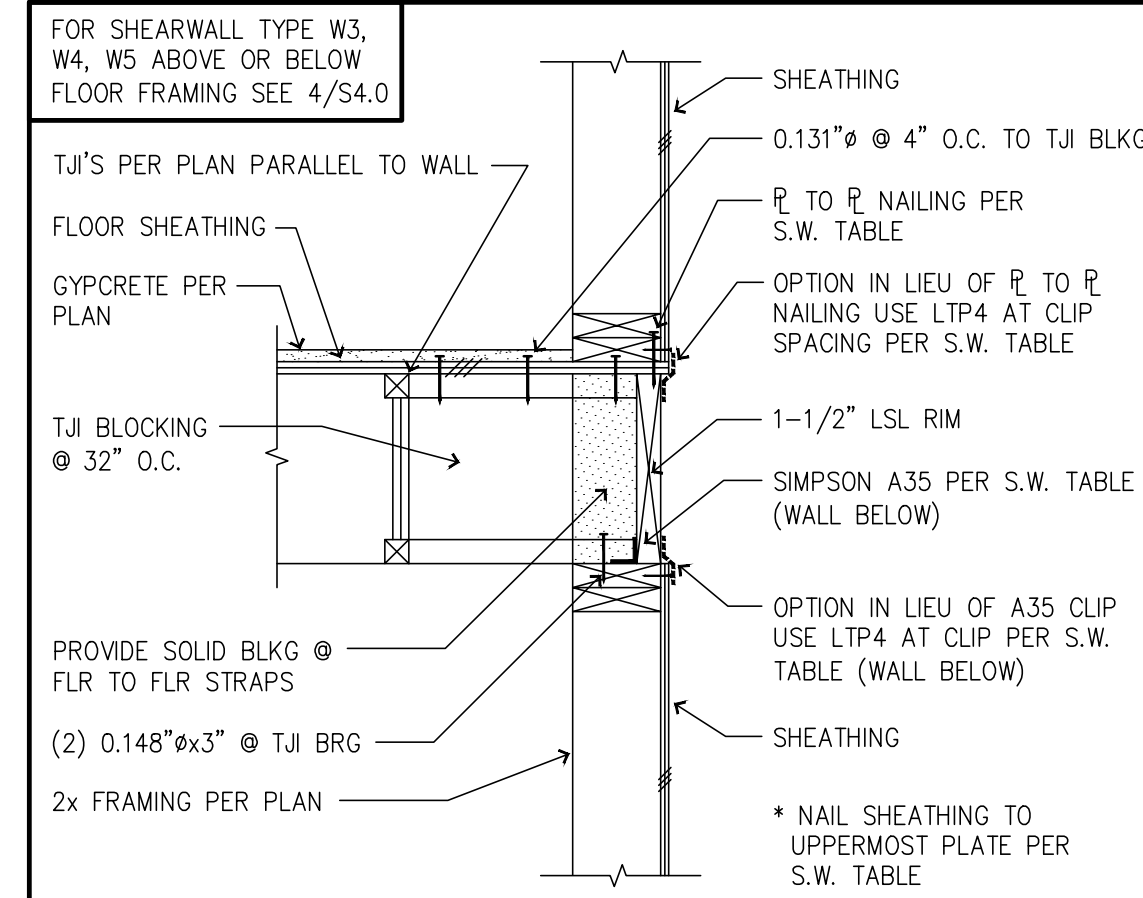 FOR SHEARWALL TYPE W3,
W4, W5 ABOVE OR BELOW
FLOOR FRAMING SEE 4/S4.0
TJI'S PER PLAN PARALLEL TO WALL
FLOOR SHEATHING
GYPCRETE PER
PLAN
TJI BLOCKING
@ 32" O.C.
PROVIDE SOLID BLKG @
FLR TO FLR STRAPS
(2) 0.148"øx3" @ TJI BRG
2x FRAMING PER PLAN
SHEATHING
0.131"ø @ 4" O.C. TO TJI BLKG
PL TO PL NAILING PER
S.W. TABLE
OPTION IN LIEU OF PL TO PL
NAILING USE LTP4 AT CLIP
SPACING PER S.W. TABLE
1-1/2" LSL RIM
SIMPSON A35 PER S.W. TABLE
(WALL BELOW)
OPTION IN LIEU OF A35 CLIP
USE LTP4 AT CLIP PER S.W.
TABLE (WALL BELOW)
SHEATHING
* NAIL SHEATHING TO
UPPERMOST PLATE PER
S.W. TABLE